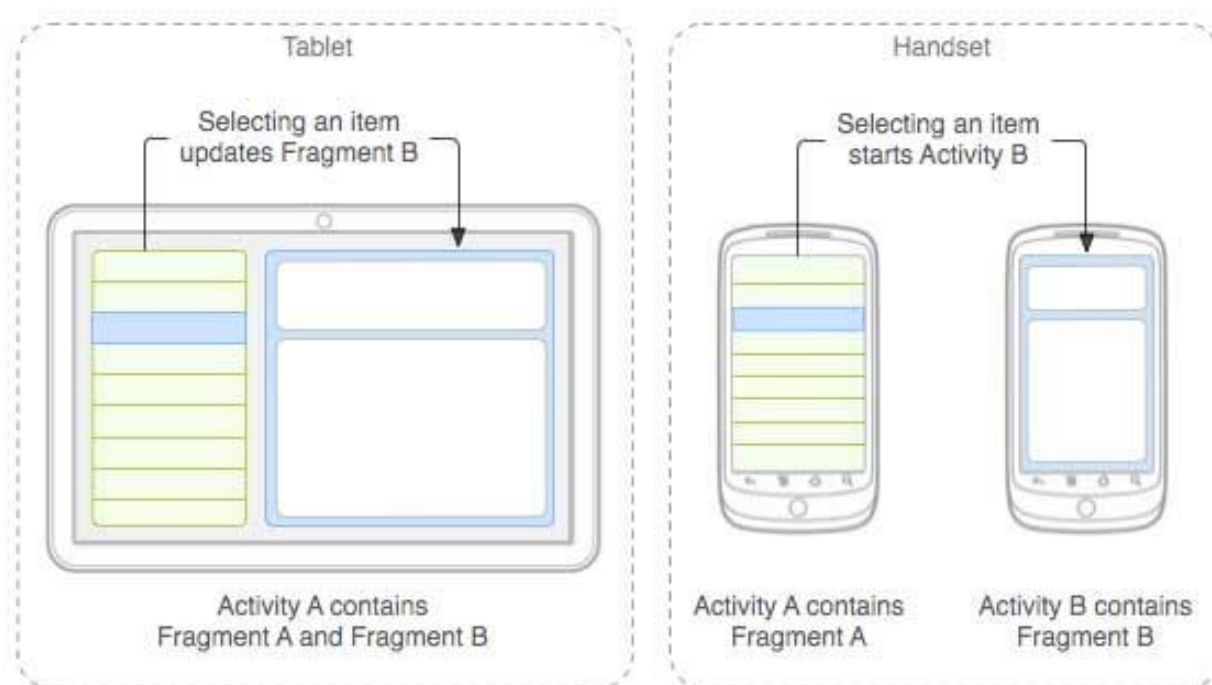 Tablet
Selecting an item
updates Fragment B
Activity A contains
Fragment A and Fragment B
Handset
Selecting an item
starts Activity B
Activity A contains
Fragment A
Activity B contains
Fragment B